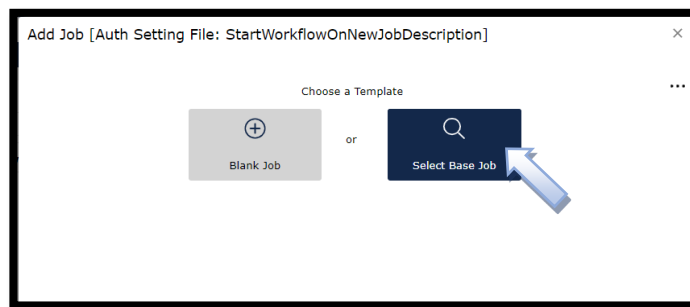 Add Job [Auth Setting File: StartWorkflowOnNewJobDescription]
Choose a Template
Blank Job
or
Select Base Job